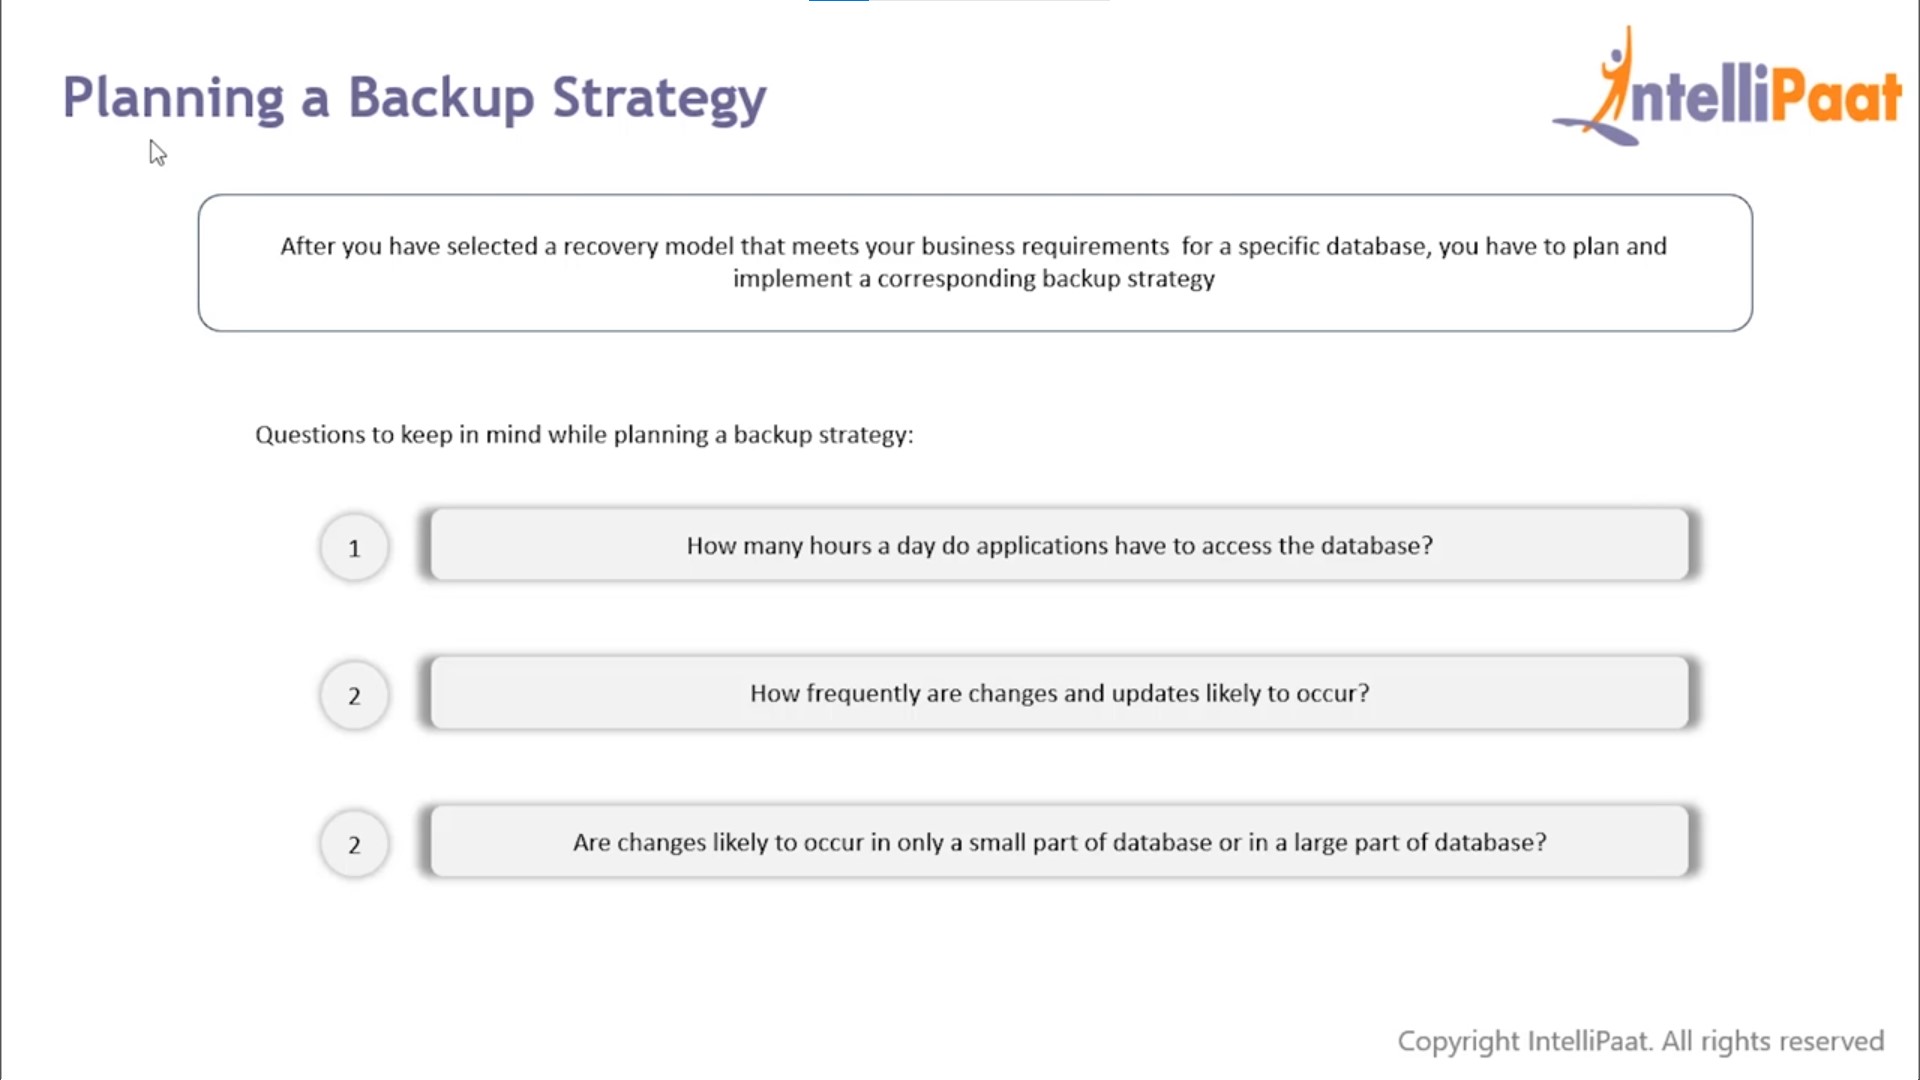 Planning a Backup Strategy
IntelliPaat
After you have selected a recovery model that meets your business requirements for a specific database, you have to plan and
implement a corresponding backup strategy
Questions to keep in mind while planning a backup strategy:
1
How many hours a day do applications have to access the database?
2
How frequently are changes and updates likely to occur?
2
Are changes likely to occur in only a small part of database or in a large part of database?
Copyright IntelliPaat. All rights reserved